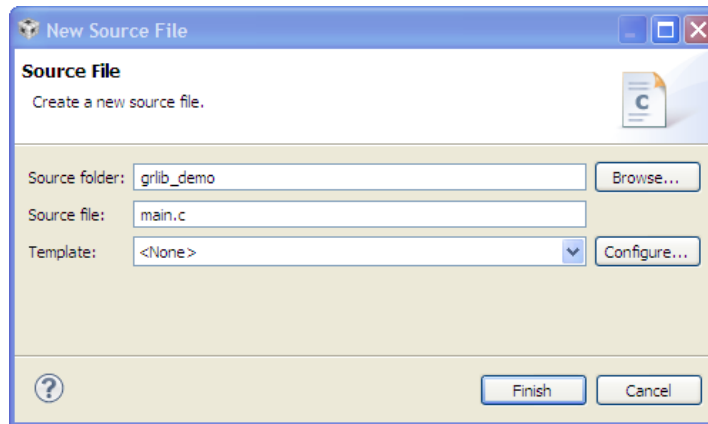 New Source File
Source File
Create a new source file.
C
Source folder: grlib_demo Browse...
Source file: main.c
Template: <None> Configure...
? Finish Cancel